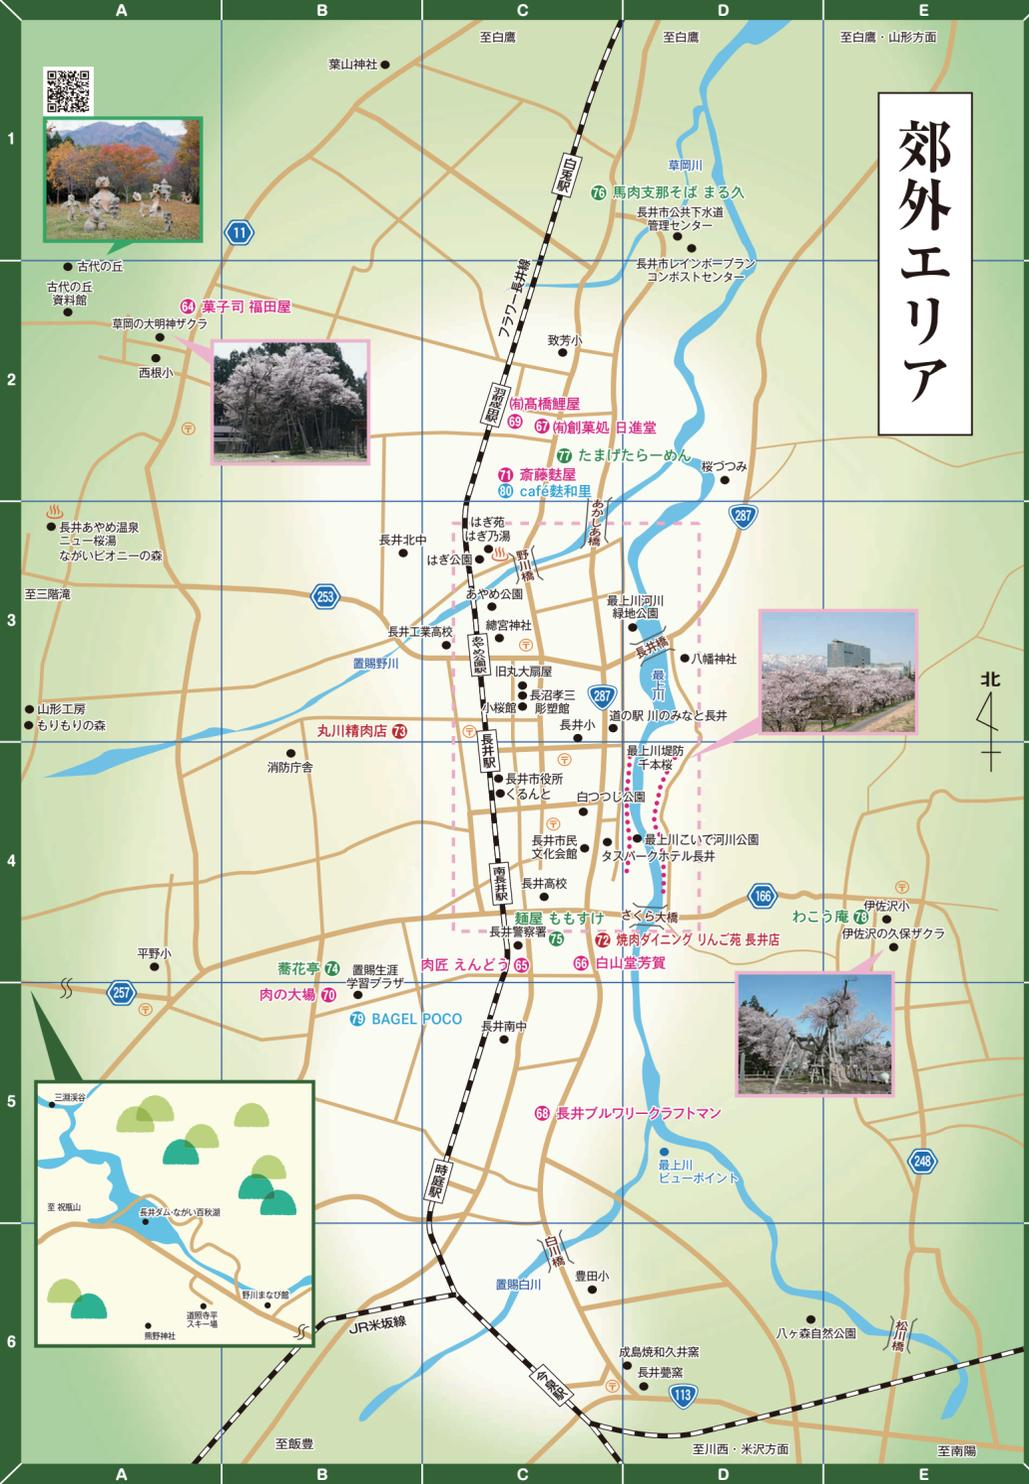 A
B
C
D
E
1
2
3
4
5
6
郊外エリア
至白鷹
至白鷹
至白鷹・山形方面
葉山神社
白兎駅
草岡川
76 馬肉支那そば まる久
長井市公共下水道
管理センター
長井市レインボープラン
コンポストセンター
11
古代の丘
古代の丘
資料館
64 菓子司 福田屋
草岡の大明神ザクラ
西根小
フラワー長井線
致芳小
羽前成田駅
㈲髙橋鯉屋
69
67 ㈲創菓処 日進堂
77 たまげたらーめん
71 斎藤麩屋
80 café麩和里
桜づつみ
287
あかしあ橋
長井あやめ温泉
ニュー桜湯
ながいピオニーの森
長井北中
はぎ苑
はぎ乃湯
はぎ公園
野川橋
至三階滝
253
あやめ公園
最上川河川
緑地公園
長井工業高校
總宮神社
長井橋
置賜野川
あやめ公園駅
八幡神社
旧丸大扇屋
長沼孝三
彫塑館
小桜館
287
最上川
道の駅 川のみなと長井
山形工房
もりもりの森
丸川精肉店 73
長井小
北
消防庁舎
長井駅
最上川堤防
千本桜
長井市役所
くるんと
白つつじ公園
長井市民
文化会館
最上川こいで河川公園
タスパークホテル長井
南長井駅
長井高校
166
伊佐沢小
わこう庵 78
伊佐沢の久保ザクラ
麺屋 ももすけ
75
さくら大橋
長井警察署
72 焼肉ダイニング りんご苑 長井店
平野小
肉匠 えんどう 65
66 白山堂芳賀
蕎花亭 74
置賜生涯
学習プラザ
肉の大場 70
257
79 BAGEL POCO
長井南中
三淵渓谷
68 長井ブルワリークラフトマン
最上川
ビューポイント
248
時庭駅
至 祝瓶山
長井ダム・ながい百秋湖
白川橋
野川まなび館
道照寺平
スキー場
熊野神社
置賜白川
豊田小
JR米坂線
八ヶ森自然公園
松川橋
成島焼和久井窯
長井甍窯
今泉駅
113
至飯豊
至川西・米沢方面
至南陽
A
B
C
D
E